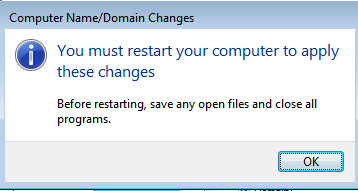 Computer Name/Domain Changes
You must restart your computer to apply
these changes
Before restarting, save any open files and close all
programs.
OK